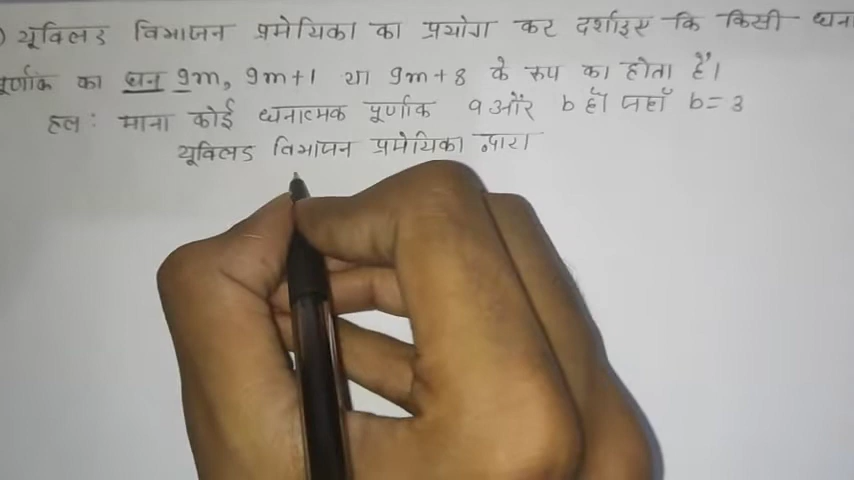 ) यूक्लिड विभाजन प्रमेयिका का प्रयोग कर दर्शाइए कि किसी धना
पूर्णांक का घन 9m, 9m+1 या 9m+8 के रुप का होता है।
हल: माना कोई धनात्मक पूर्णांक a और b हैं जहाँ b=3
यूक्लिड विभाजन प्रमेयिका द्वारा